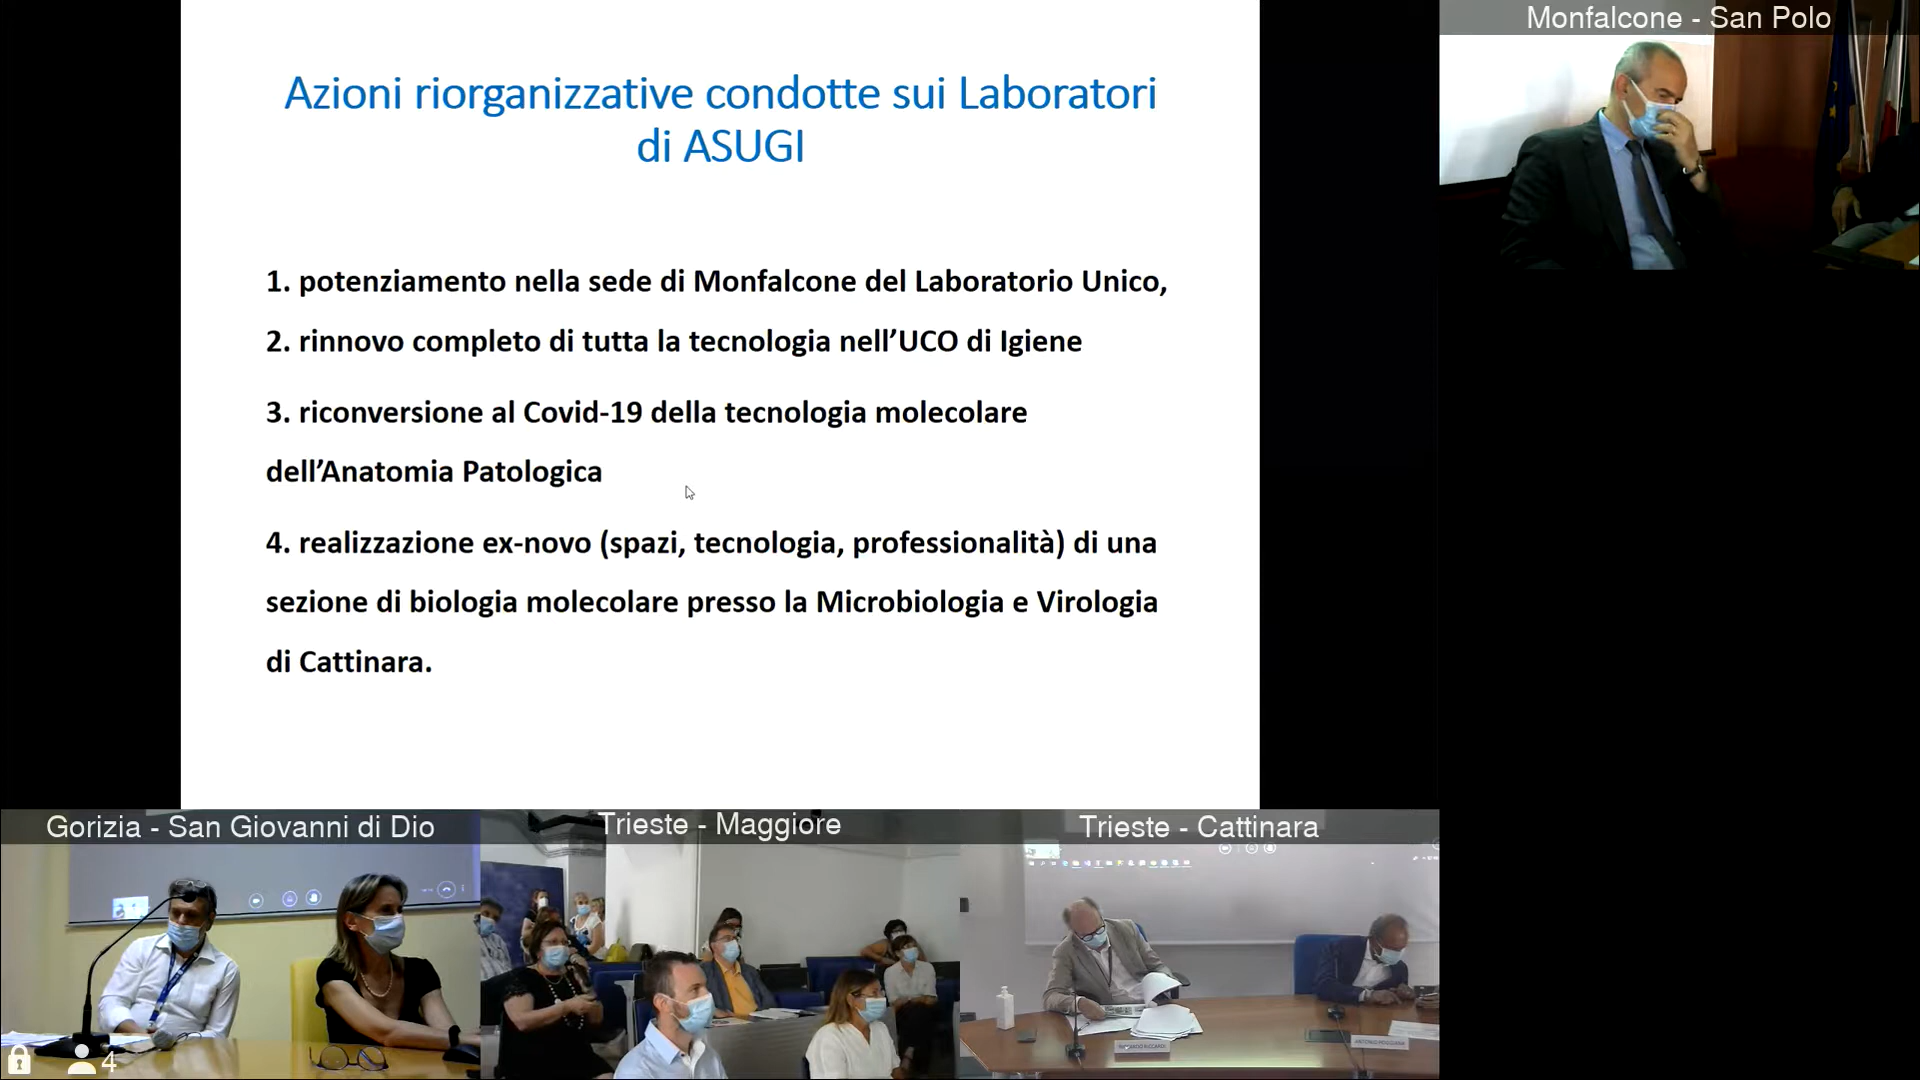 Monfalcone - San Polo
Azioni riorganizzative condotte sui Laboratori
di ASUGI
1. potenziamento nella sede di Monfalcone del Laboratorio Unico,
2. rinnovo completo di tutta la tecnologia nell’UCO di Igiene
3. riconversione al Covid-19 della tecnologia molecolare
dell’Anatomia Patologica
4. realizzazione ex-novo (spazi, tecnologia, professionalità) di una
sezione di biologia molecolare presso la Microbiologia e Virologia
di Cattinara.
Gorizia - San Giovanni di Dio
Trieste - Maggiore
Trieste - Cattinara
4